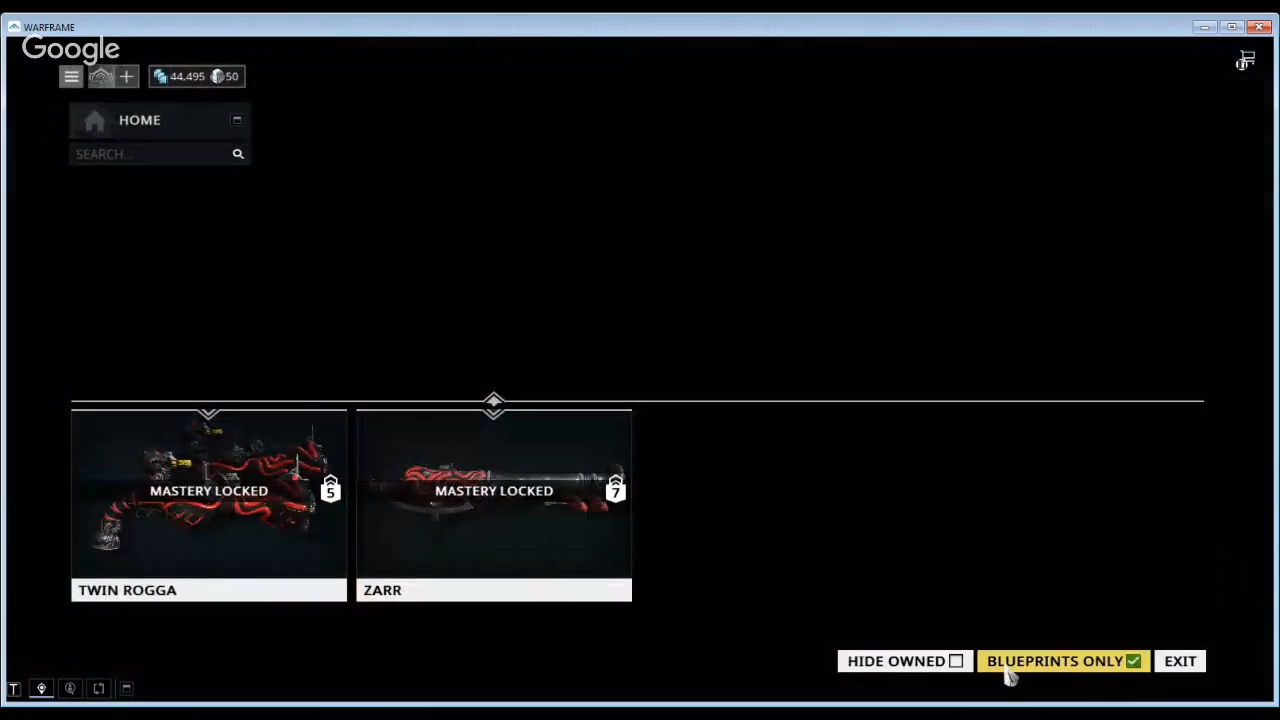 WARFRAME
Google
44,495 50
HOME
SEARCH...
MASTERY LOCKED 5
MASTERY LOCKED 7
TWIN ROGGA
ZARR
HIDE OWNED BLUEPRINTS ONLY EXIT
T